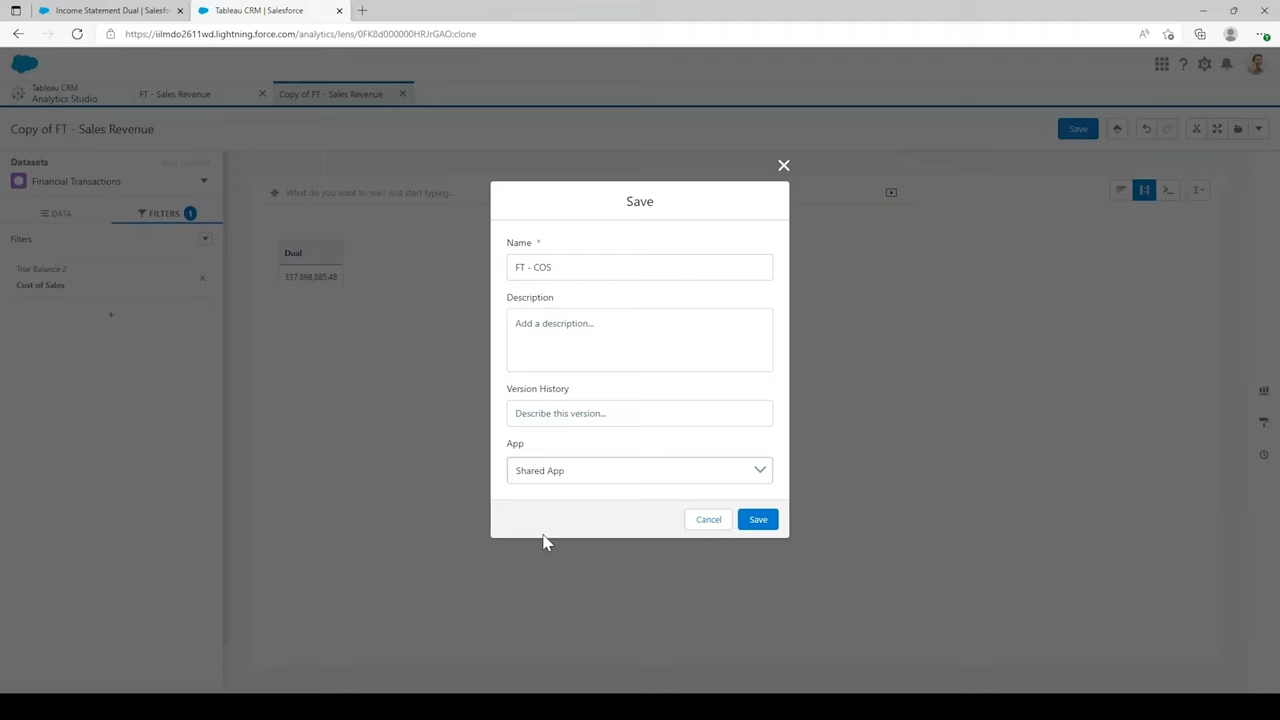 Income Statement Dual | Salesf
Tableau CRM | Salesforce
https://iilmdo2611wd.lightning.force.com/analytics/lens/0FK8d000000HRJrGAO:clone
Tableau CRM
Analytics Studio
FT - Sales Revenue
Copy of FT - Sales Revenue
Copy of FT - Sales Revenue
Save
Datasets
Financial Transactions
What do you want to see? Just start typing...
DATA
FILTERS 1
Filters
Trial Balance 2
Cost of Sales
Dual
337,898,885.48
Save
Name *
FT - COS
Description
Add a description...
Version History
Describe this version...
App
Shared App
Cancel
Save